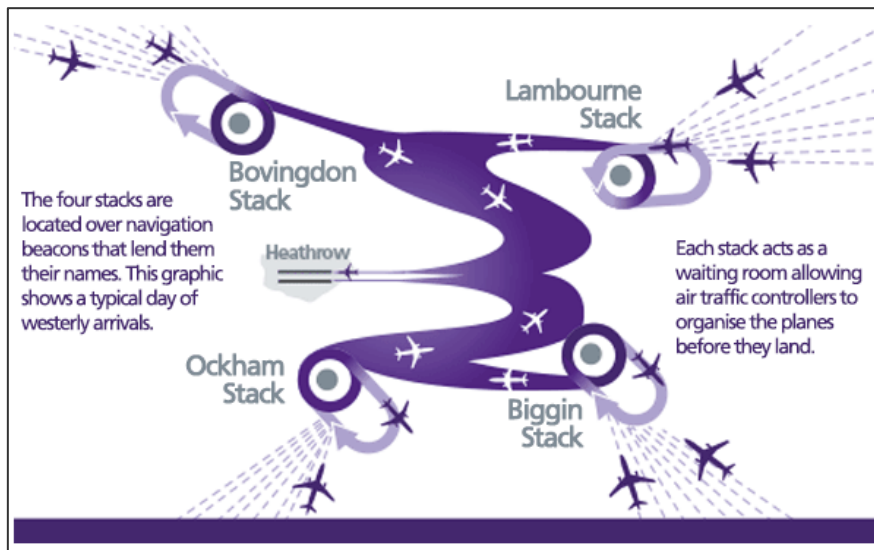 Lambourne
Stack
Bovingdon
Stack
The four stacks are
located over navigation
beacons that lend them
their names. This graphic
shows a typical day of
westerly arrivals.
Heathrow
Each stack acts as a
waiting room allowing
air traffic controllers to
organise the planes
before they land.
Ockham
Stack
Biggin
Stack